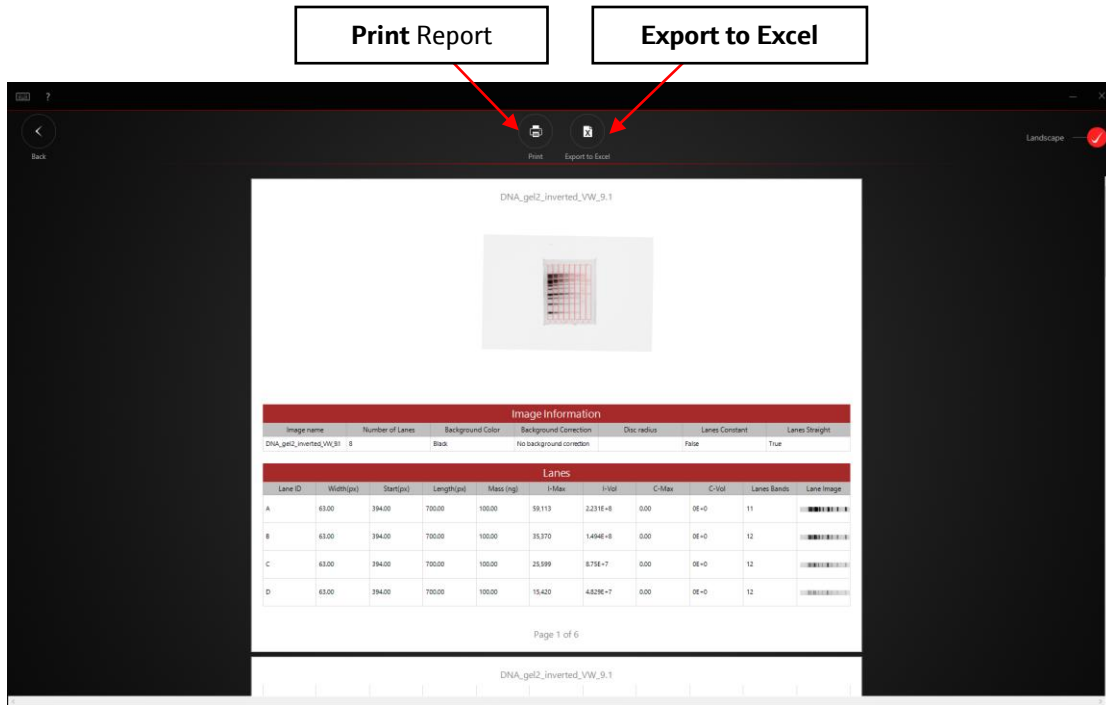 Print Report
Export to Excel
?
Back
Print
Export to Excel
Landscape
DNA_gel2_inverted_VW_9.1
Image Information
Image name Number of Lanes Background Color Background Correction Disc radius Lanes Constant Lanes Straight
DNA_gel2_inverted_VW_9.1 8 Black No background correction False True
Lanes
Lane ID Width(px) Start(px) Length(px) Mass (ng) I-Max I-Vol C-Max C-Vol Lanes Bands Lane Image
A 63.00 394.00 700.00 100.00 59,113 2.231E+8 0.00 0E+0 11
B 63.00 394.00 700.00 100.00 35,370 1.494E+8 0.00 0E+0 12
C 63.00 394.00 700.00 100.00 25,599 8.75E+7 0.00 0E+0 12
D 63.00 394.00 700.00 100.00 15,420 4.829E+7 0.00 0E+0 12
Page 1 of 6
DNA_gel2_inverted_VW_9.1